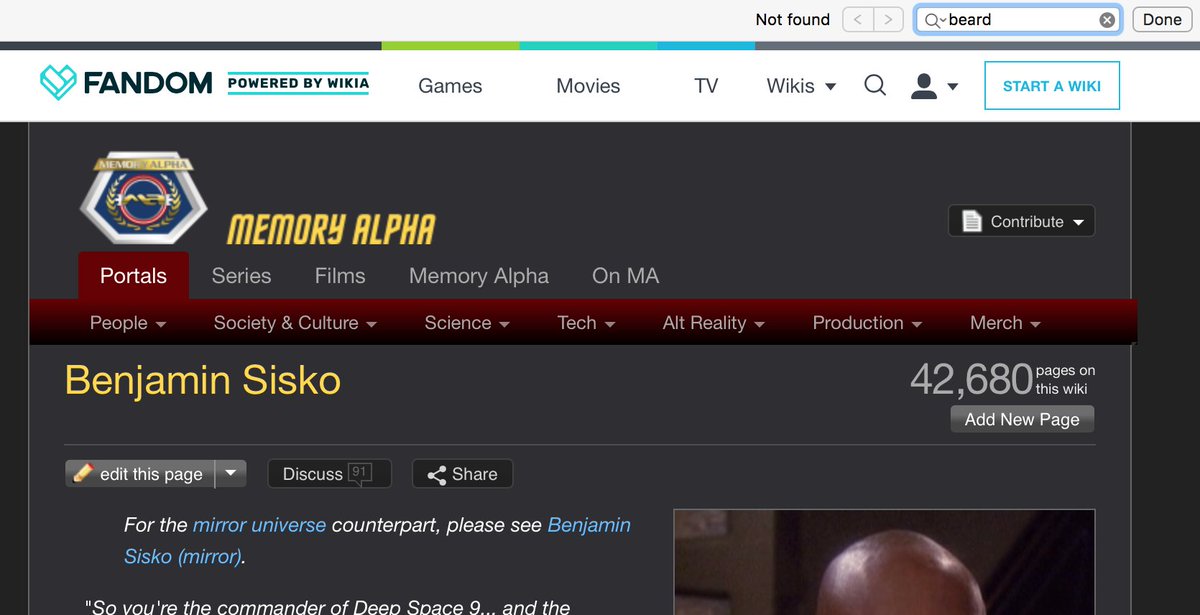 Not found < > beard Done
FANDOM POWERED BY WIKIA Games Movies TV Wikis START A WIKI
MEMORY ALPHA
MEMORY ALPHA
Contribute
Portals Series Films Memory Alpha On MA
People Society & Culture Science Tech Alt Reality Production Merch
Benjamin Sisko
42,680 pages on this wiki
Add New Page
edit this page Discuss 91 Share
For the mirror universe counterpart, please see Benjamin
Sisko (mirror).
"So you're the commander of Deep Space 9... and the